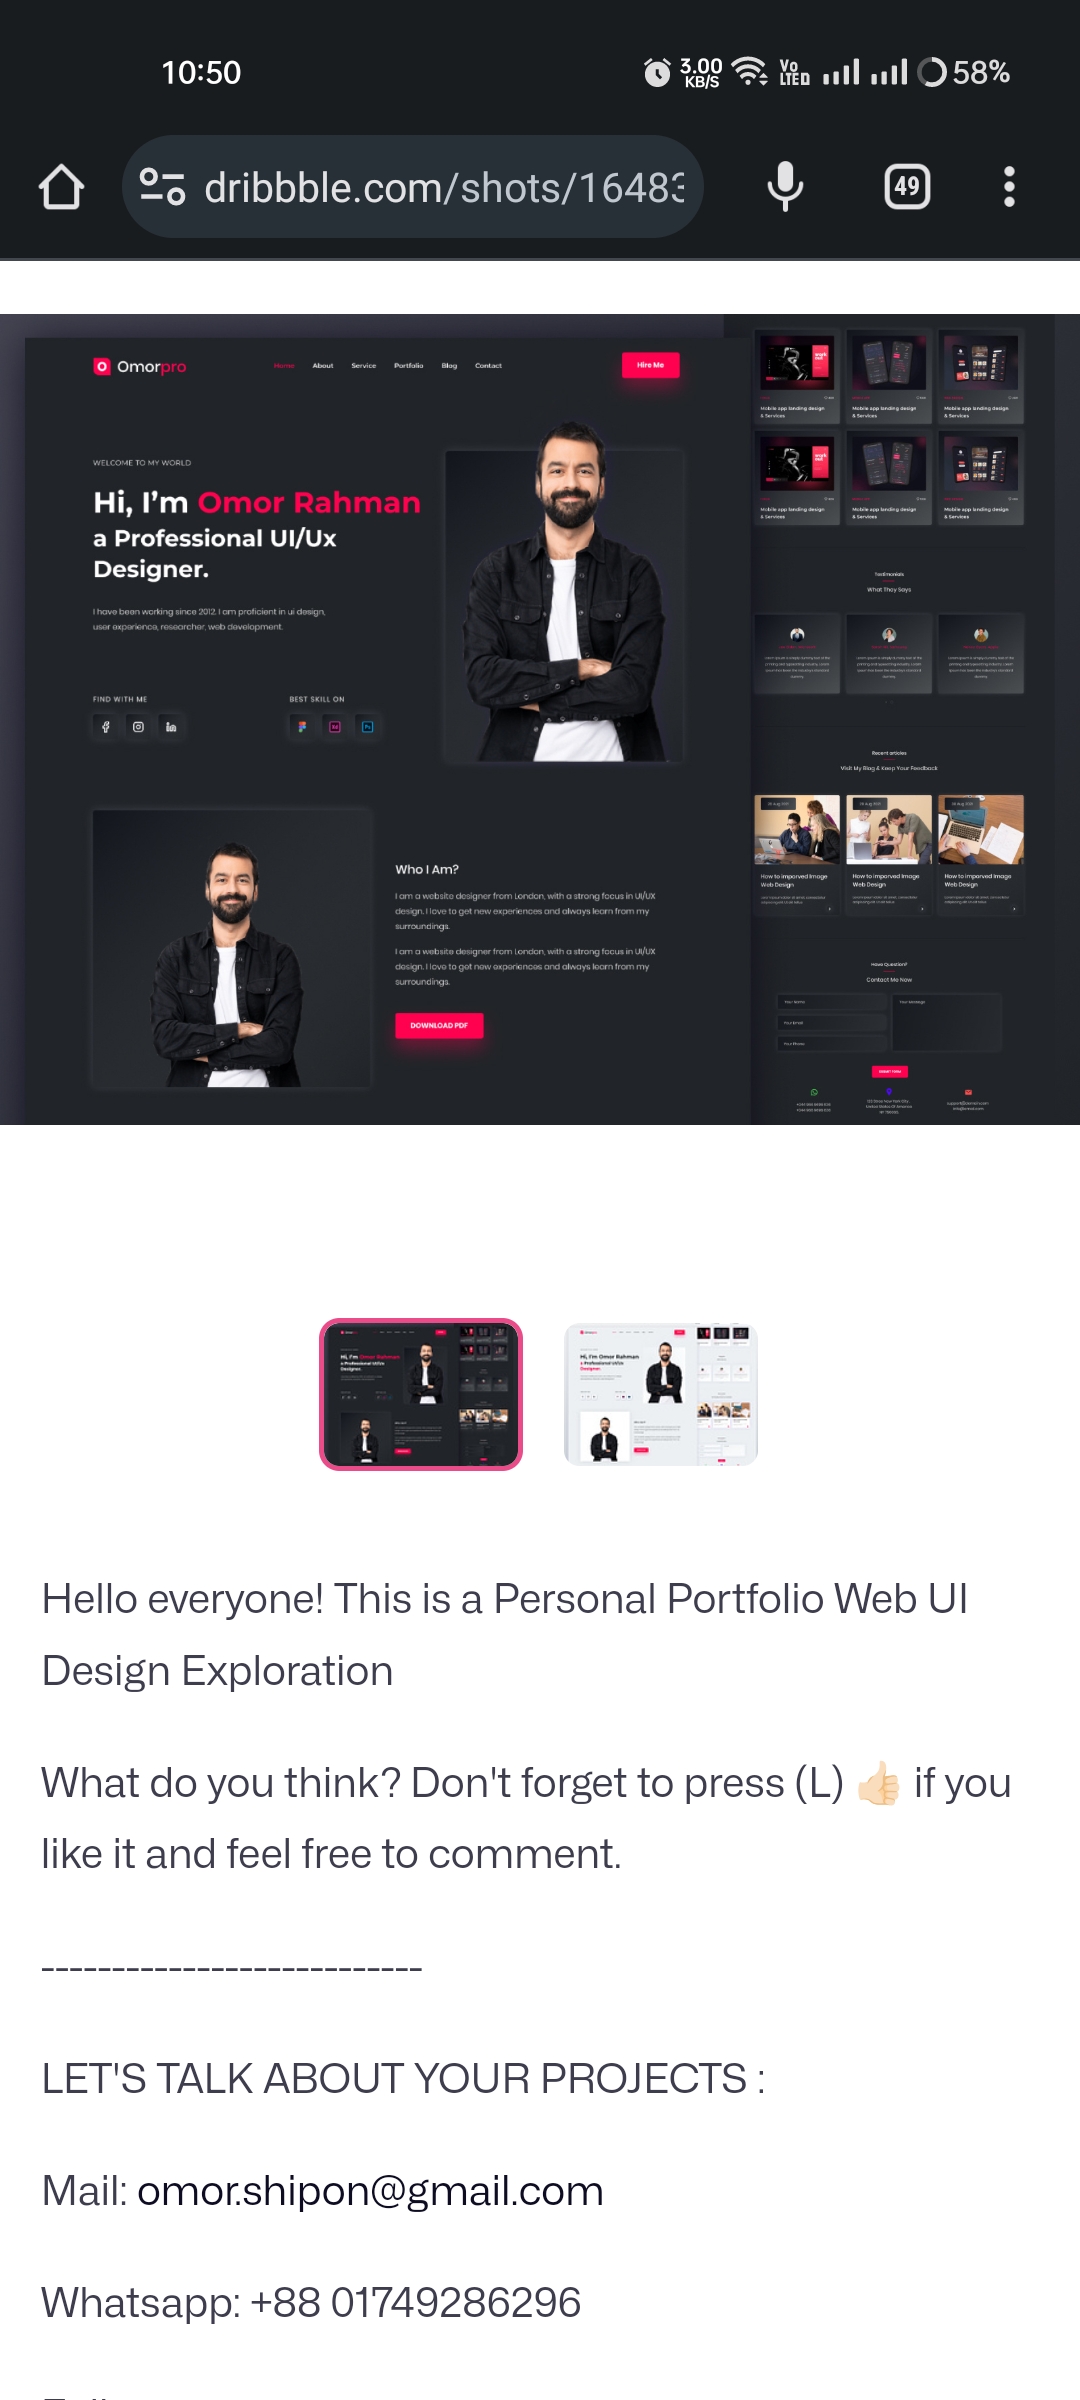 10:50
3.00
KB/S
Vo
LTE
58%
dribbble.com/shots/16483
49
Omorpro
Home About Service Portfolio Blog Contact
Hire Me
WELCOME TO MY WORLD
Hi, I'm Omor Rahman
a Professional UI/Ux
Designer.
I have been working since 2012. I am proficient in ui design,
user experience, researcher, web development.
FIND WITH ME
BEST SKILL ON
Who I Am?
I am a website designer from London, with a strong focus in UI/UX
design. I love to get new experiences and always learn from my
surroundings.
I am a website designer from London, with a strong focus in UI/UX
design. I love to get new experiences and always learn from my
surroundings.
DOWNLOAD PDF
Mobile app landing design
& Services
Mobile app landing design
& Services
Mobile app landing design
& Services
Mobile app landing design
& Services
Mobile app landing design
& Services
Mobile app landing design
& Services
Testimonials
What They Says
Recent articles
Visit My Blog & Keep Your Feedback
How to imporved Image
Web Design
How to imporved Image
Web Design
How to imporved Image
Web Design
Have Question?
Contact Me Now
Your Name
Your Message
Your Email
Your Phone
Hello everyone! This is a Personal Portfolio Web UI
Design Exploration
What do you think? Don't forget to press (L) 👍🏻 if you
like it and feel free to comment.
---------------------------
LET'S TALK ABOUT YOUR PROJECTS :
Mail: omor.shipon@gmail.com
Whatsapp: +88 01749286296